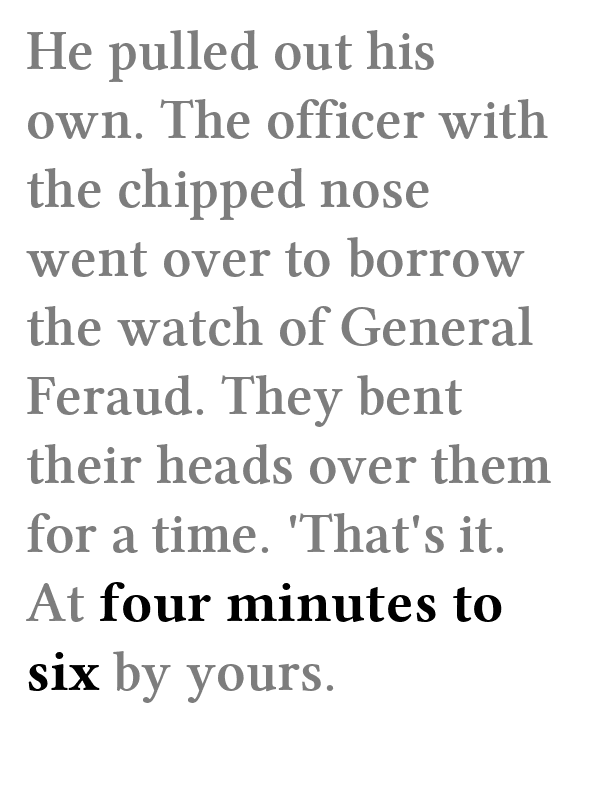 He pulled out his
own. The officer with
the chipped nose
went over to borrow
the watch of General
Feraud. They bent
their heads over them
for a time. 'That's it.
At four minutes to
six by yours.